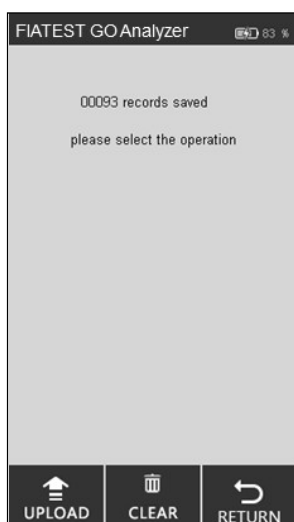 FIATEST GO Analyzer 83 %
00093 records saved
please select the operation
UPLOAD CLEAR RETURN